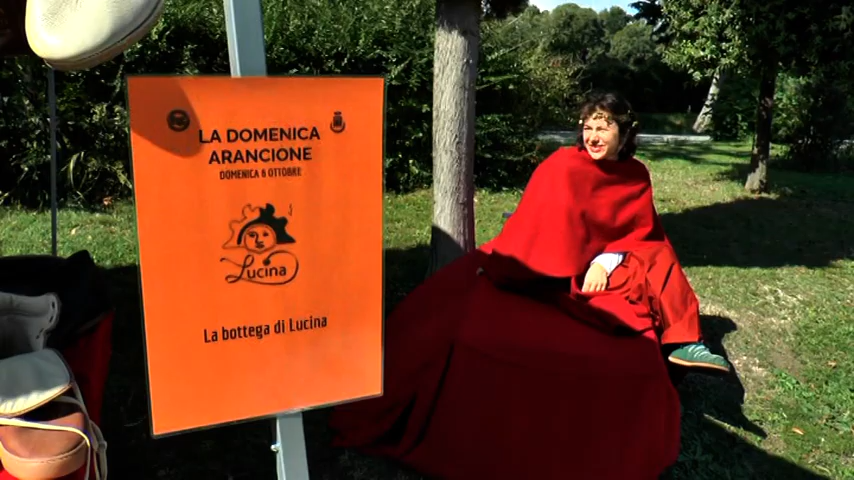 LA DOMENICA
ARANCIONE
DOMENICA 8 OTTOBRE
Lucina
La bottega di Lucina